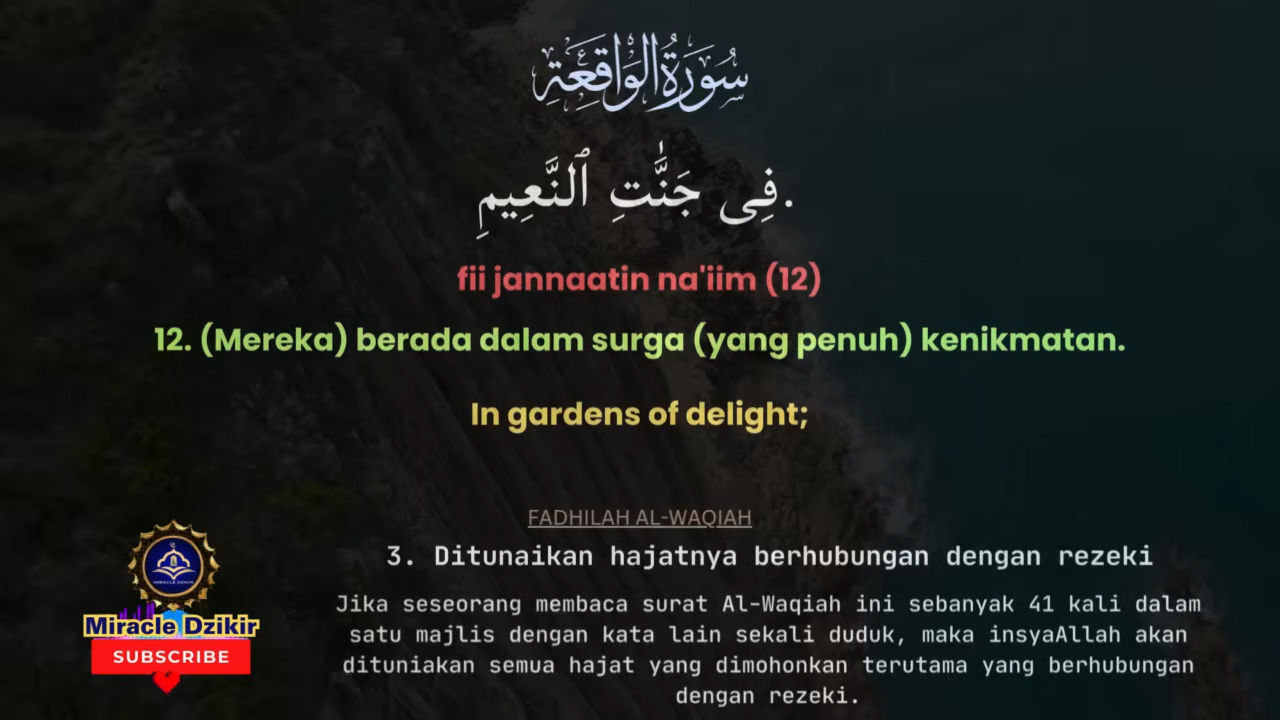 سُورَةُ الْوَاقِعَةِ
فِى جَنَّٰتِ ٱلنَّعِيمِ.
fii jannaatin na'iim (12)
12. (Mereka) berada dalam surga (yang penuh) kenikmatan.
In gardens of delight;
FADHILAH AL-WAQIAH
3. Ditunaikan hajatnya berhubungan dengan rezeki
Jika seseorang membaca surat Al-Waqiah ini sebanyak 41 kali dalam
satu majlis dengan kata lain sekali duduk, maka insyaAllah akan
dituniakan semua hajat yang dimohonkan terutama yang berhubungan
dengan rezeki.
MIRACLE DZIKIR
Miracle Dzikir
SUBSCRIBE